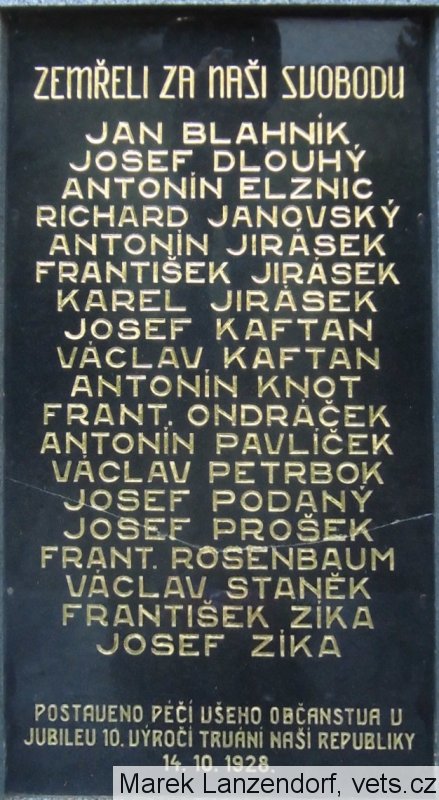 ZEMŘELI ZA NAŠI SVOBODU
JAN BLAHNÍK,
JOSEF DLOUHÝ
ANTONÍN ELZNIC
RICHARD JANOVSKÝ
ANTONÍN JIRÁSEK
FRANTIŠEK JIRÁSEK
KAREL JIRÁSEK
JOSEF KAFTAN
VÁCLAV KAFTAN
ANTONÍN KNOT
FRANT. ONDRÁČEK
ANTONÍN PAVLÍČEK
VÁCLAV PETRBOK
JOSEF PODANÝ
JOSEF PROŠEK
FRANT. ROSENBAUM
VÁCLAV STANĚK
FRANTIŠEK ZIKA
JOSEF ZIKA
POSTAVENO PÉČÍ VŠEHO OBČANSTVA V
JUBILEU 10. VÝROČÍ TRVÁNÍ NAŠÍ REPUBLIKY
14. 10. 1928.
Marek Lanzendorf, vets.cz